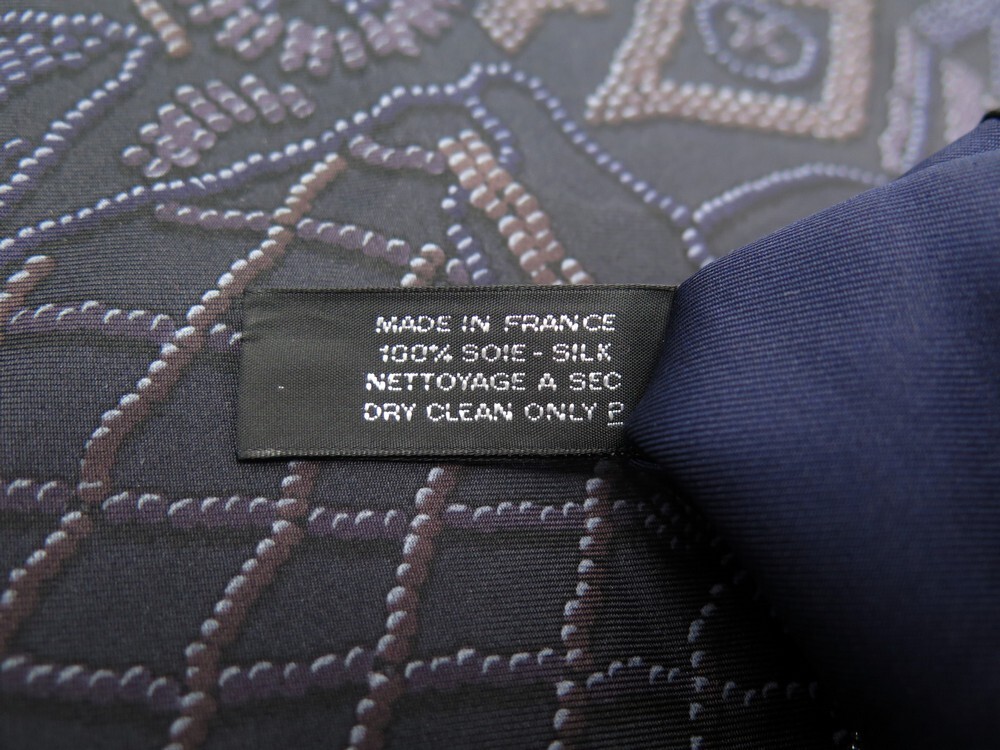 MADE IN FRANCE
100% SOIE - SILK
NETTOYAGE A SEC
DRY CLEAN ONLY P